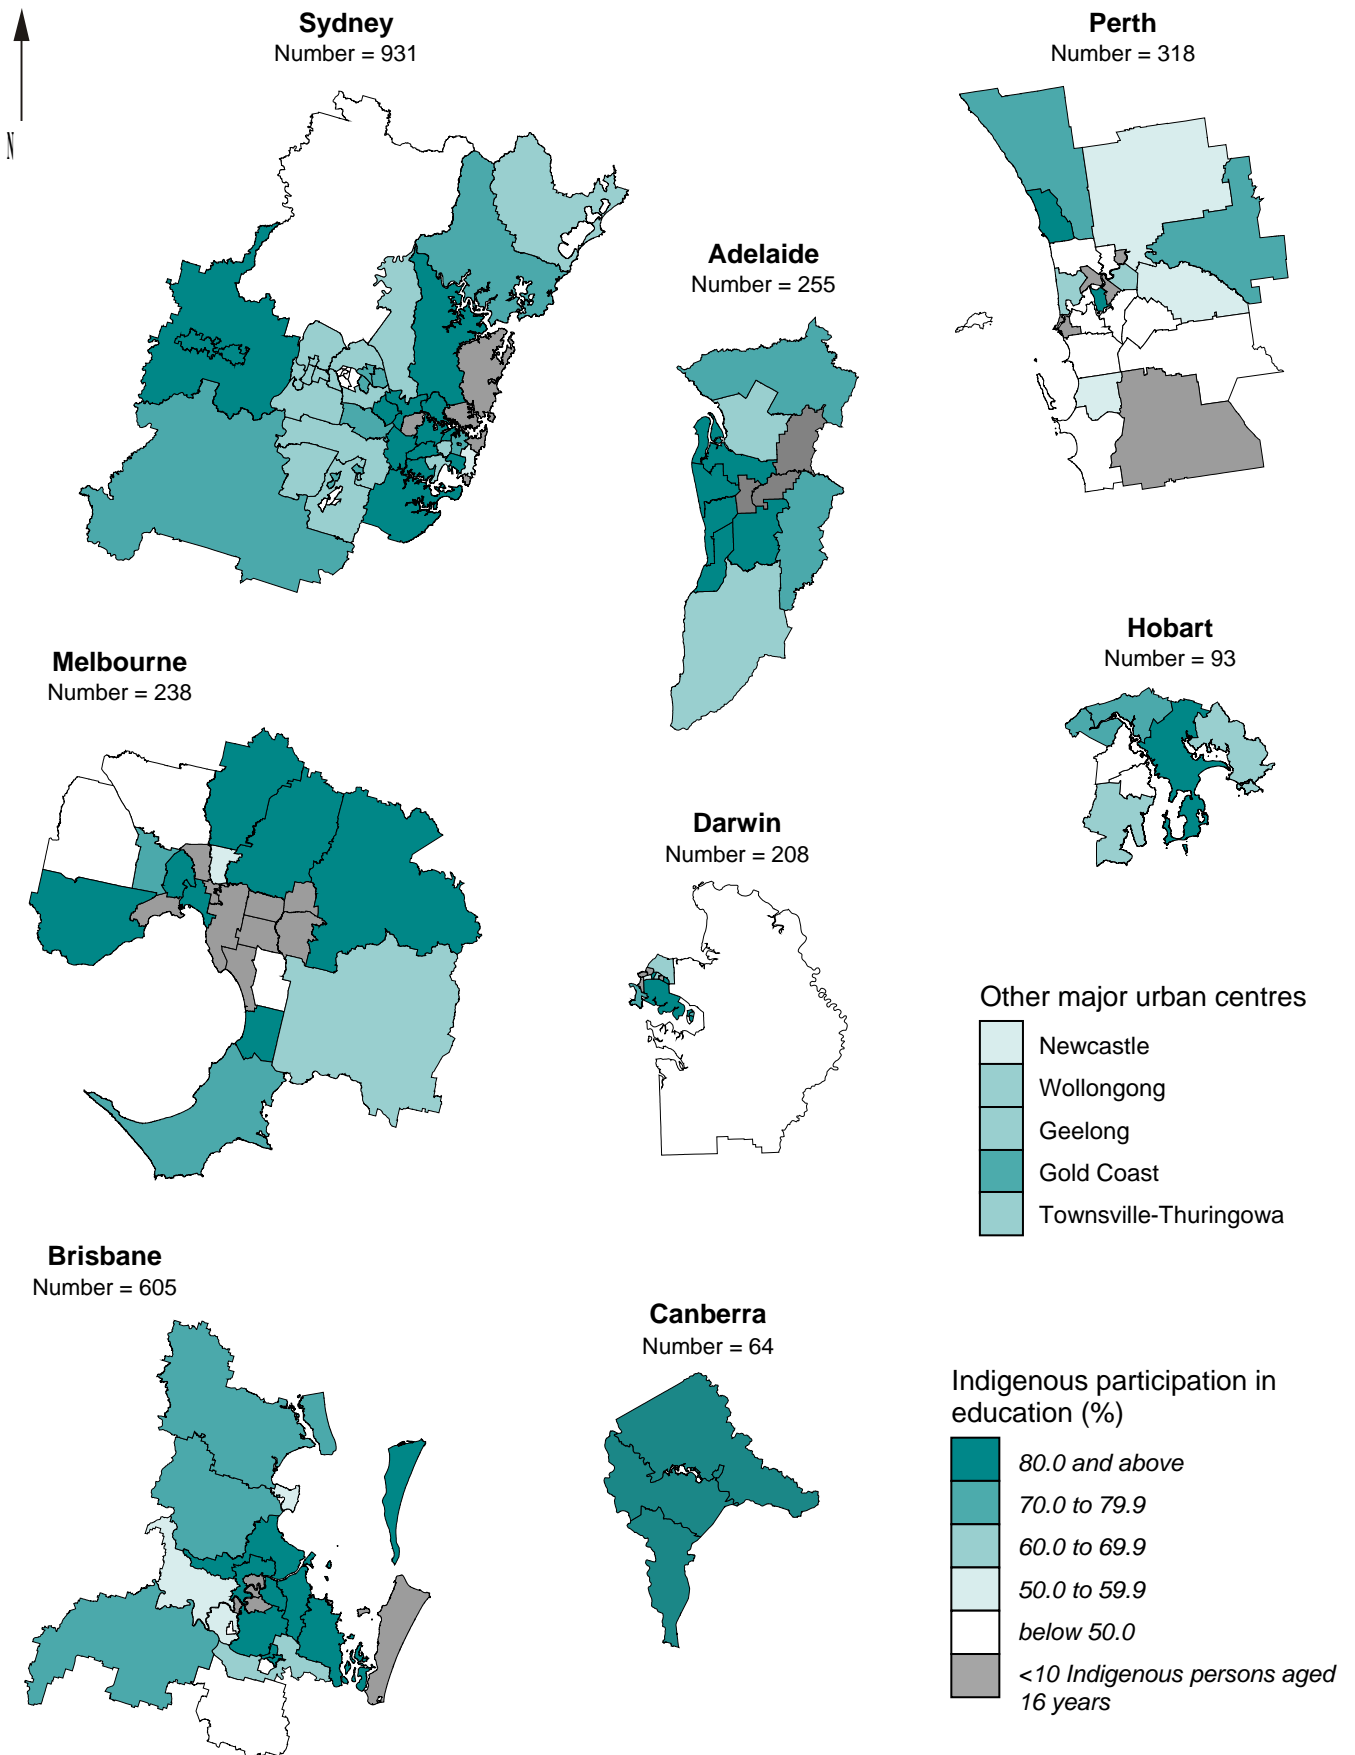 Sydney
Number = 931
Perth
Number = 318
N
Adelaide
Number = 255
Hobart
Number = 93
Melbourne
Number = 238
Darwin
Number = 208
Other major urban centres
Newcastle
Wollongong
Geelong
Gold Coast
Townsville-Thuringowa
Brisbane
Number = 605
Canberra
Number = 64
Indigenous participation in
education (%)
80.0 and above
70.0 to 79.9
60.0 to 69.9
50.0 to 59.9
below 50.0
<10 Indigenous persons aged
16 years